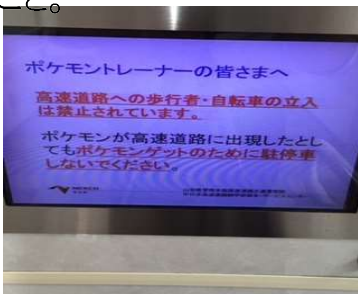 こと。
ポケモントレーナーの皆さまへ
高速道路への歩行者・自転車の立入
は禁止されています。
ポケモンが高速道路に出現したとし
てもポケモンゲットのために駐停車
しないでください。
NEXCO